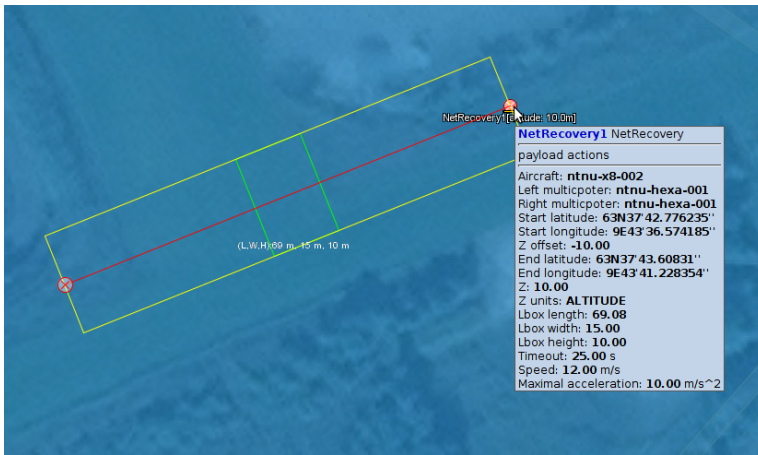 NetRecovery1[altitude: 10.0m]
NetRecovery1 NetRecovery
payload actions
Aircraft: ntnu-x8-002
Left multicpoter: ntnu-hexa-001
Right multicpoter: ntnu-hexa-001
Start latitude: 63N37'42.776235''
Start longitude: 9E43'36.574185''
Z offset: -10.00
End latitude: 63N37'43.60831''
End longitude: 9E43'41.228354''
Z: 10.00
Z units: ALTITUDE
Lbox length: 69.08
Lbox width: 15.00
Lbox height: 10.00
Timeout: 25.00 s
Speed: 12.00 m/s
Maximal acceleration: 10.00 m/s^2
(L,W,H):69 m, 15 m, 10 m